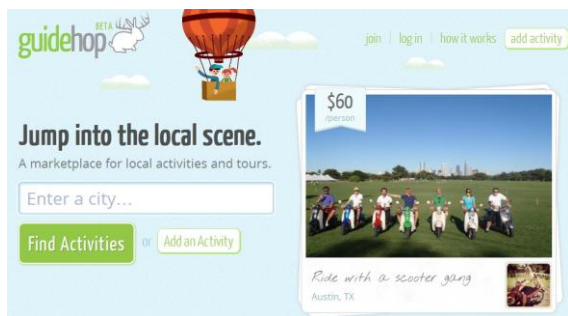 BETA
guidehop
join | log in | how it works add activity
$60
/person
Jump into the local scene.
A marketplace for local activities and tours.
Enter a city...
Find Activities or Add an Activity
Ride with a scooter gang
Austin, TX